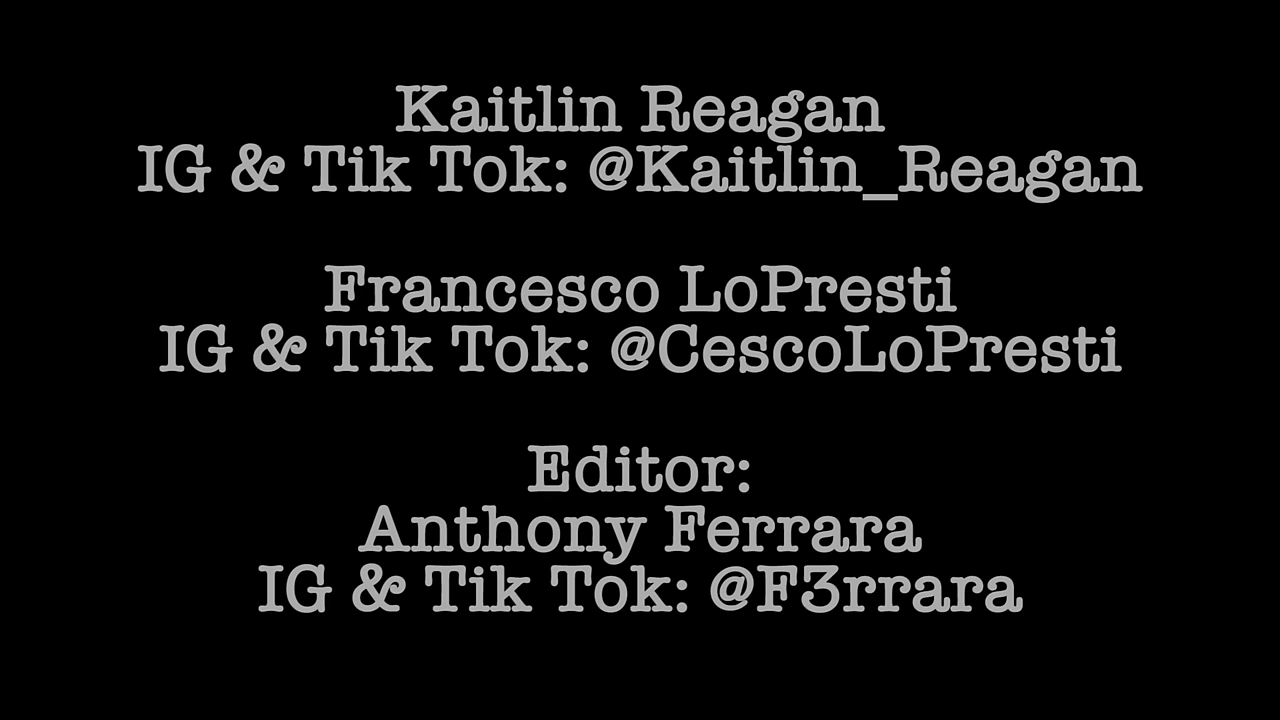 Kaitlin Reagan
IG & Tik Tok: @Kaitlin_Reagan
Francesco LoPresti
IG & Tik Tok: @CescoLoPresti
Editor:
Anthony Ferrara
IG & Tik Tok: @F3rrara